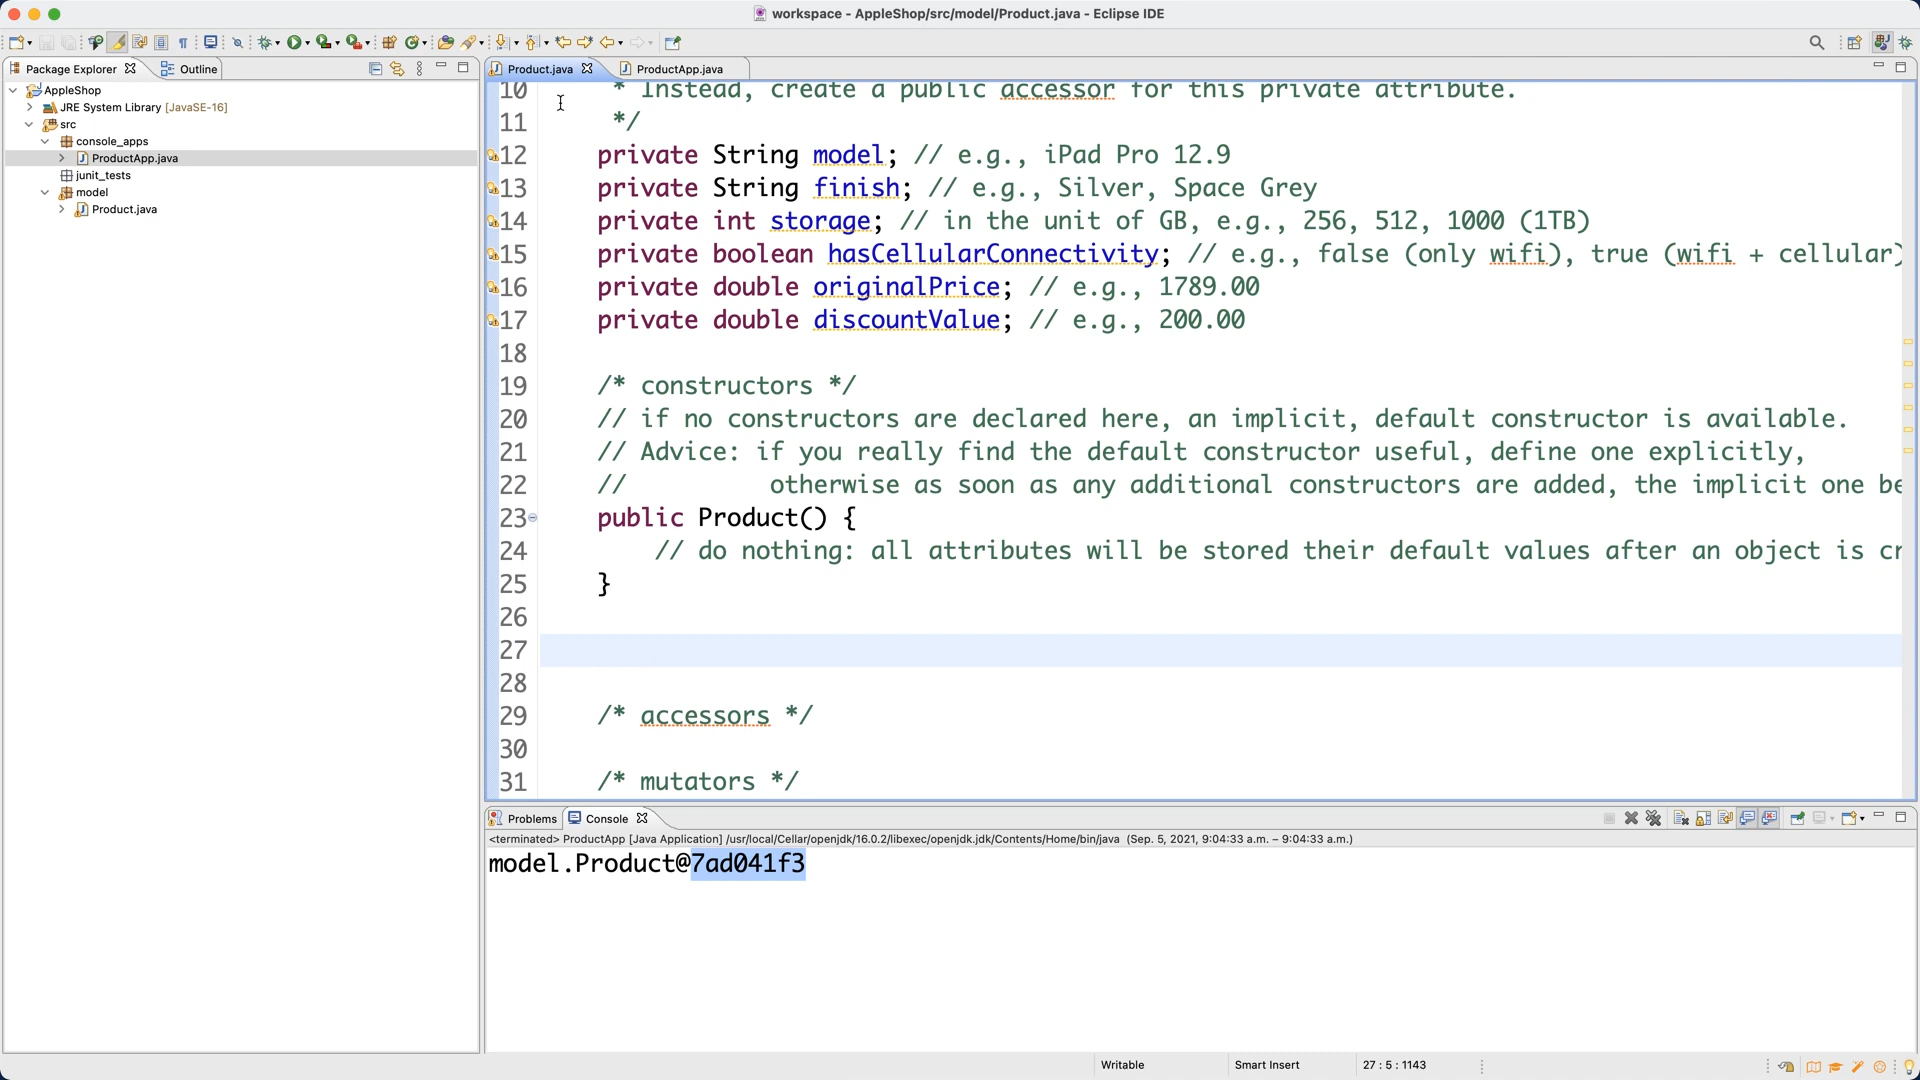 workspace - AppleShop/src/model/Product.java - Eclipse IDE
Package Explorer
Outline
AppleShop
JRE System Library [JavaSE-16]
src
console_apps
ProductApp.java
junit_tests
model
Product.java
Product.java
ProductApp.java
10 * Instead, create a public accessor for this private attribute.
11 */
12 private String model; // e.g., iPad Pro 12.9
13 private String finish; // e.g., Silver, Space Grey
14 private int storage; // in the unit of GB, e.g., 256, 512, 1000 (1TB)
15 private boolean hasCellularConnectivity; // e.g., false (only wifi), true (wifi + cellular)
16 private double originalPrice; // e.g., 1789.00
17 private double discountValue; // e.g., 200.00
18
19 /* constructors */
20 // if no constructors are declared here, an implicit, default constructor is available.
21 // Advice: if you really find the default constructor useful, define one explicitly,
22 // otherwise as soon as any additional constructors are added, the implicit one be
23 public Product() {
24 // do nothing: all attributes will be stored their default values after an object is cr
25 }
26
27
28
29 /* accessors */
30
31 /* mutators */
Problems
Console
<terminated> ProductApp [Java Application] /usr/local/Cellar/openjdk/16.0.2/libexec/openjdk.jdk/Contents/Home/bin/java (Sep. 5, 2021, 9:04:33 a.m. – 9:04:33 a.m.)
model.Product@7ad041f3
Writable
Smart Insert
27 : 5 : 1143